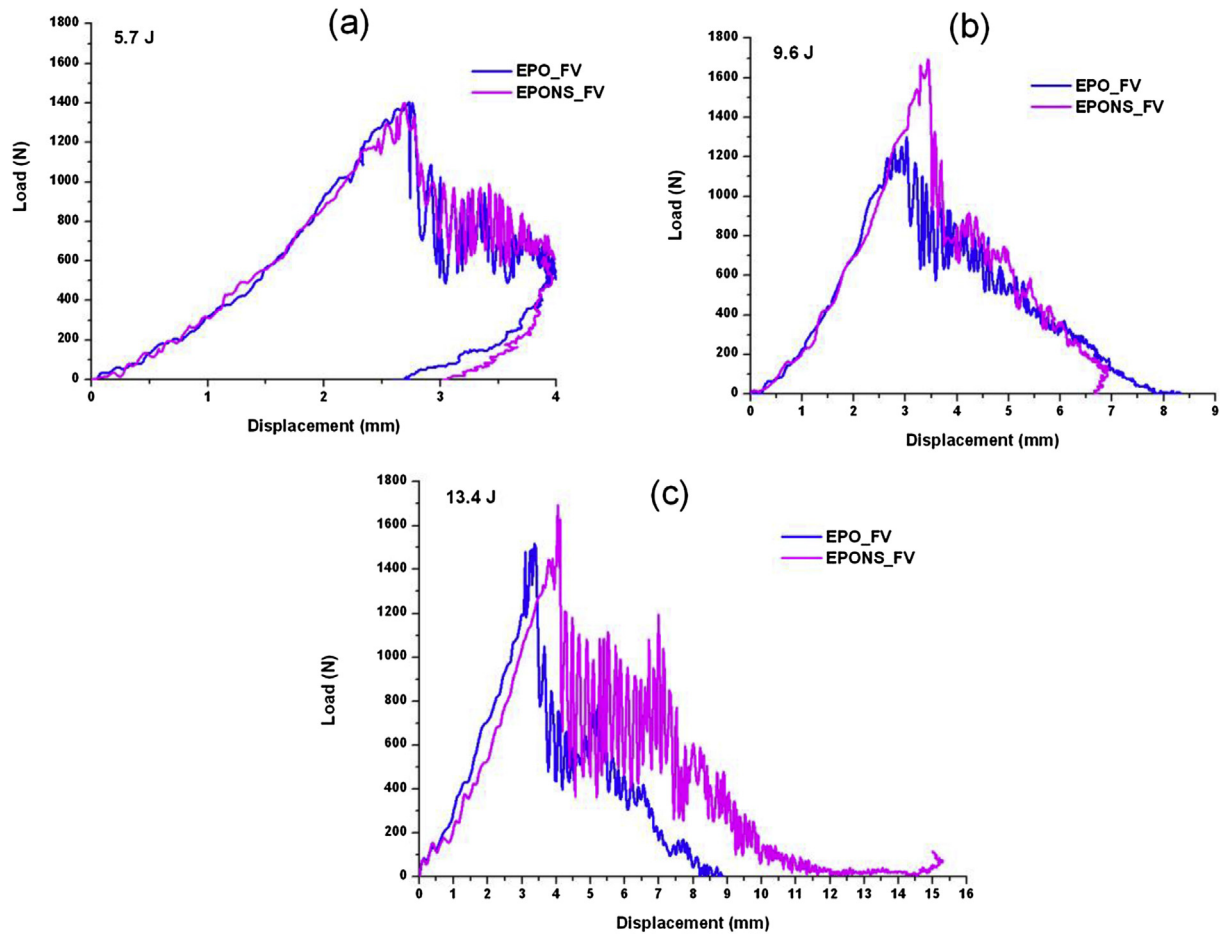 (a)
5.7 J
EPO_FV
EPONS_FV
1800
1600
1400
1200
1000
800
600
400
200
0
Load (N)
0 1 2 3 4
Displacement (mm)
(b)
9.6 J
EPO_FV
EPONS_FV
1800
1600
1400
1200
1000
800
600
400
200
0
Load (N)
0 1 2 3 4 5 6 7 8 9
Displacement (mm)
(c)
13.4 J
EPO_FV
EPONS_FV
1800
1600
1400
1200
1000
800
600
400
200
0
Load (N)
0 1 2 3 4 5 6 7 8 9 10 11 12 13 14 15 16
Displacement (mm)